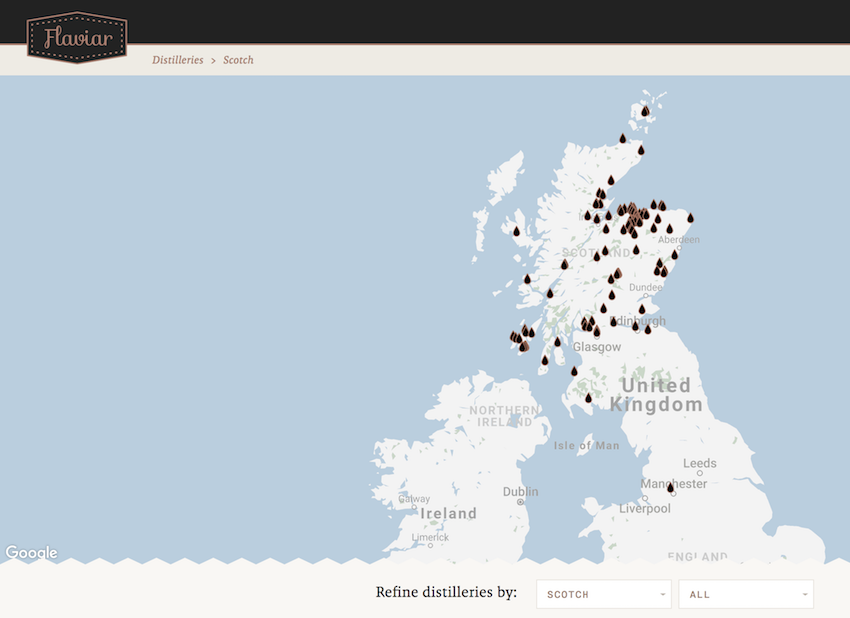 Flaviar
Distilleries > Scotch
SCOTLAND
Aberdeen
Dundee
Edinburgh
Glasgow
United
Kingdom
NORTHERN
IRELAND
Isle of Man
Leeds
Manchester
Liverpool
Dublin
Galway
Ireland
Limerick
ENGLAND
Google
Refine distilleries by:
SCOTCH
ALL